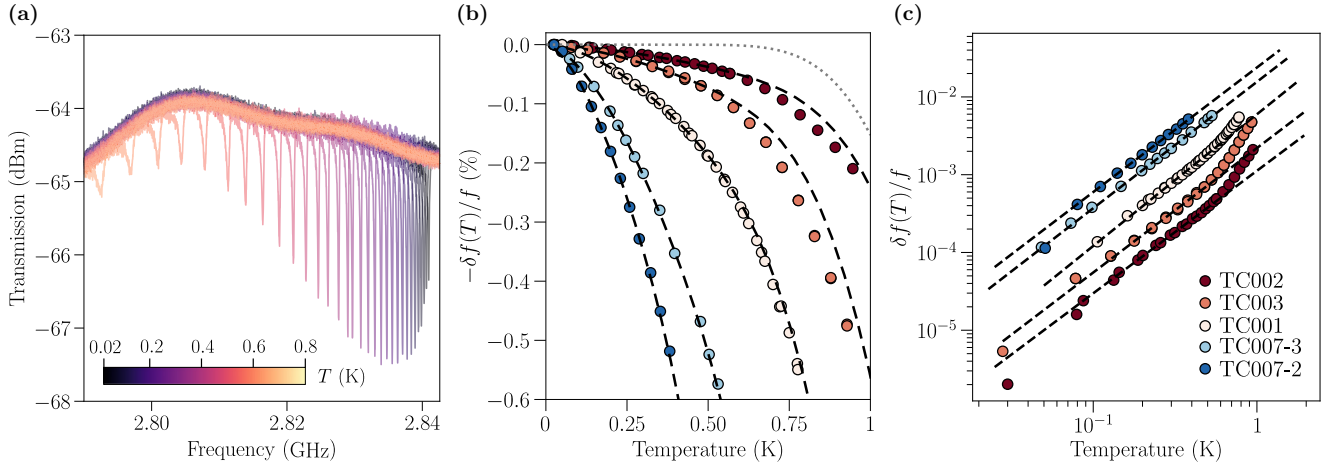 (a)
−63
−64
−65
−66
−67
−68
Transmission (dBm)
0.02 0.2 0.4 0.6 0.8
T (K)
2.80 2.82 2.84
Frequency (GHz)
(b)
0.0
−0.1
−0.2
−0.3
−0.4
−0.5
−0.6
−δf(T)/f (%)
0 0.25 0.50 0.75 1
Temperature (K)
(c)
10⁻²
10⁻³
10⁻⁴
10⁻⁵
δf(T)/f
TC002
TC003
TC001
TC007-3
TC007-2
10⁻¹ 1
Temperature (K)